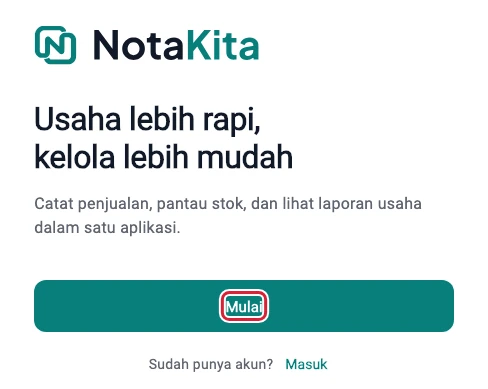 NotaKita
Usaha lebih rapi,
kelola lebih mudah
Catat penjualan, pantau stok, dan lihat laporan usaha
dalam satu aplikasi.
Mulai
Sudah punya akun? Masuk